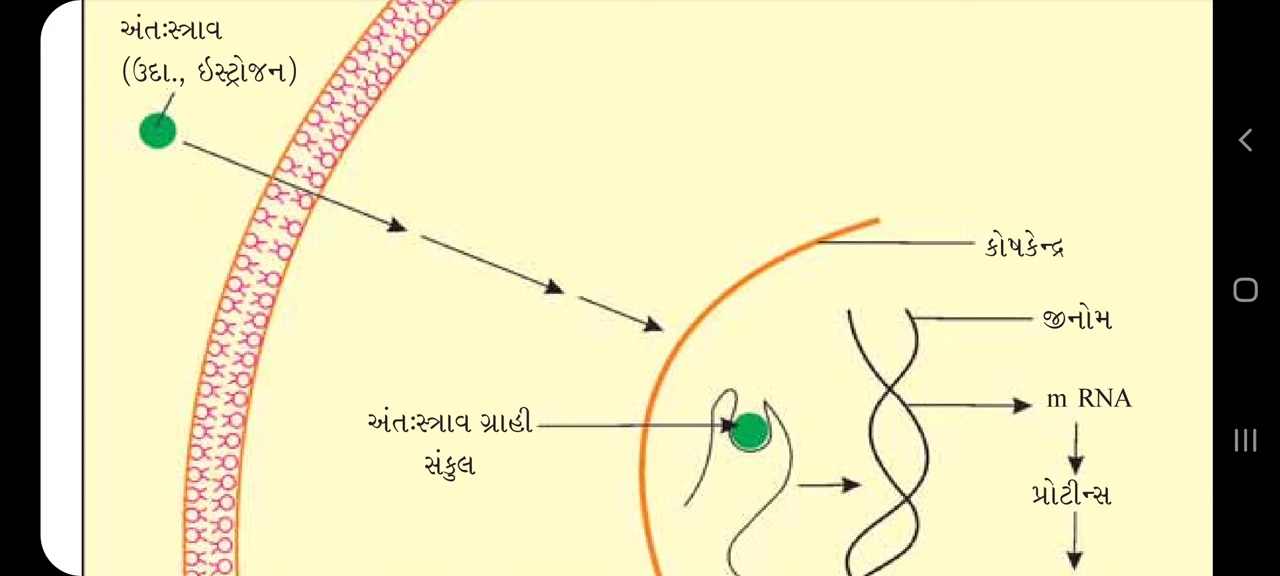 અંતઃસ્ત્રાવ
(ઉદા., ઇસ્ટ્રોજન)
કોષકેન્દ્ર
જીનોમ
m RNA
અંતઃસ્ત્રાવ ગ્રાહી
સંકુલ
પ્રોટીન્સ